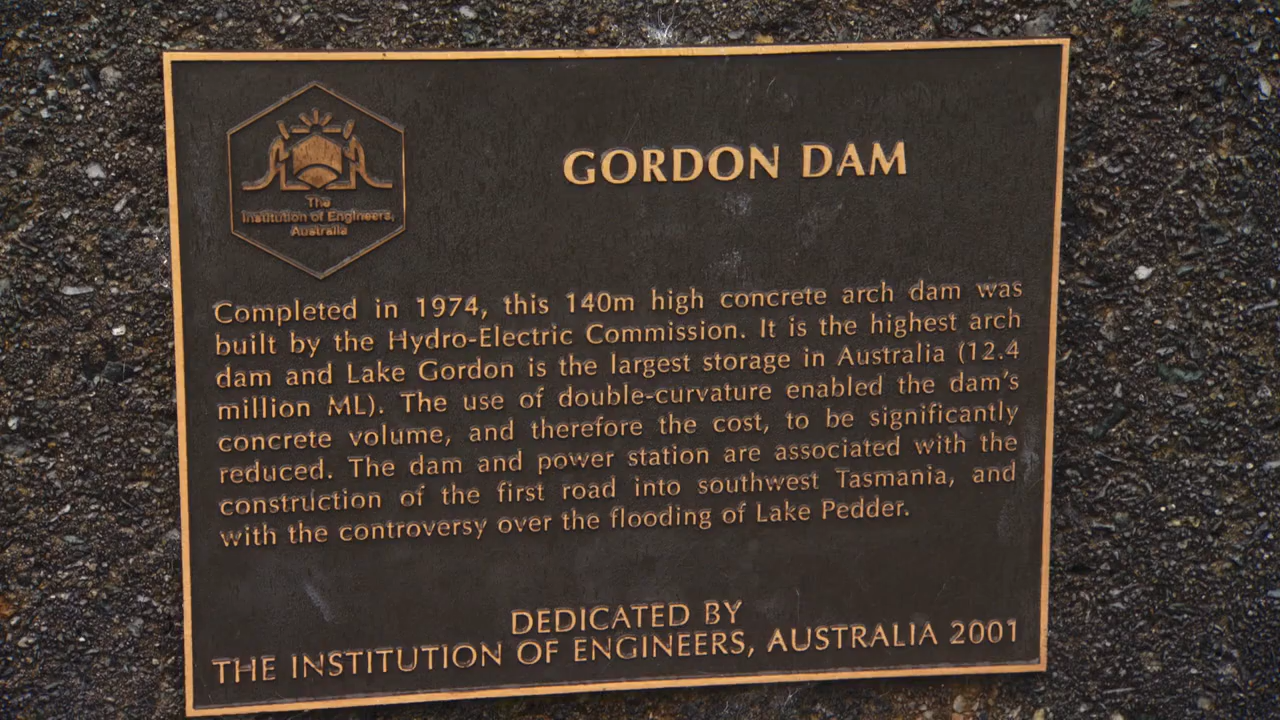 The
Institution of Engineers,
Australia
GORDON DAM
Completed in 1974, this 140m high concrete arch dam was
built by the Hydro-Electric Commission. It is the highest arch
dam and Lake Gordon is the largest storage in Australia (12.4
million ML). The use of double-curvature enabled the dam's
concrete volume, and therefore the cost, to be significantly
reduced. The dam and power station are associated with the
construction of the first road into southwest Tasmania, and
with the controversy over the flooding of Lake Pedder.
DEDICATED BY
THE INSTITUTION OF ENGINEERS, AUSTRALIA 2001